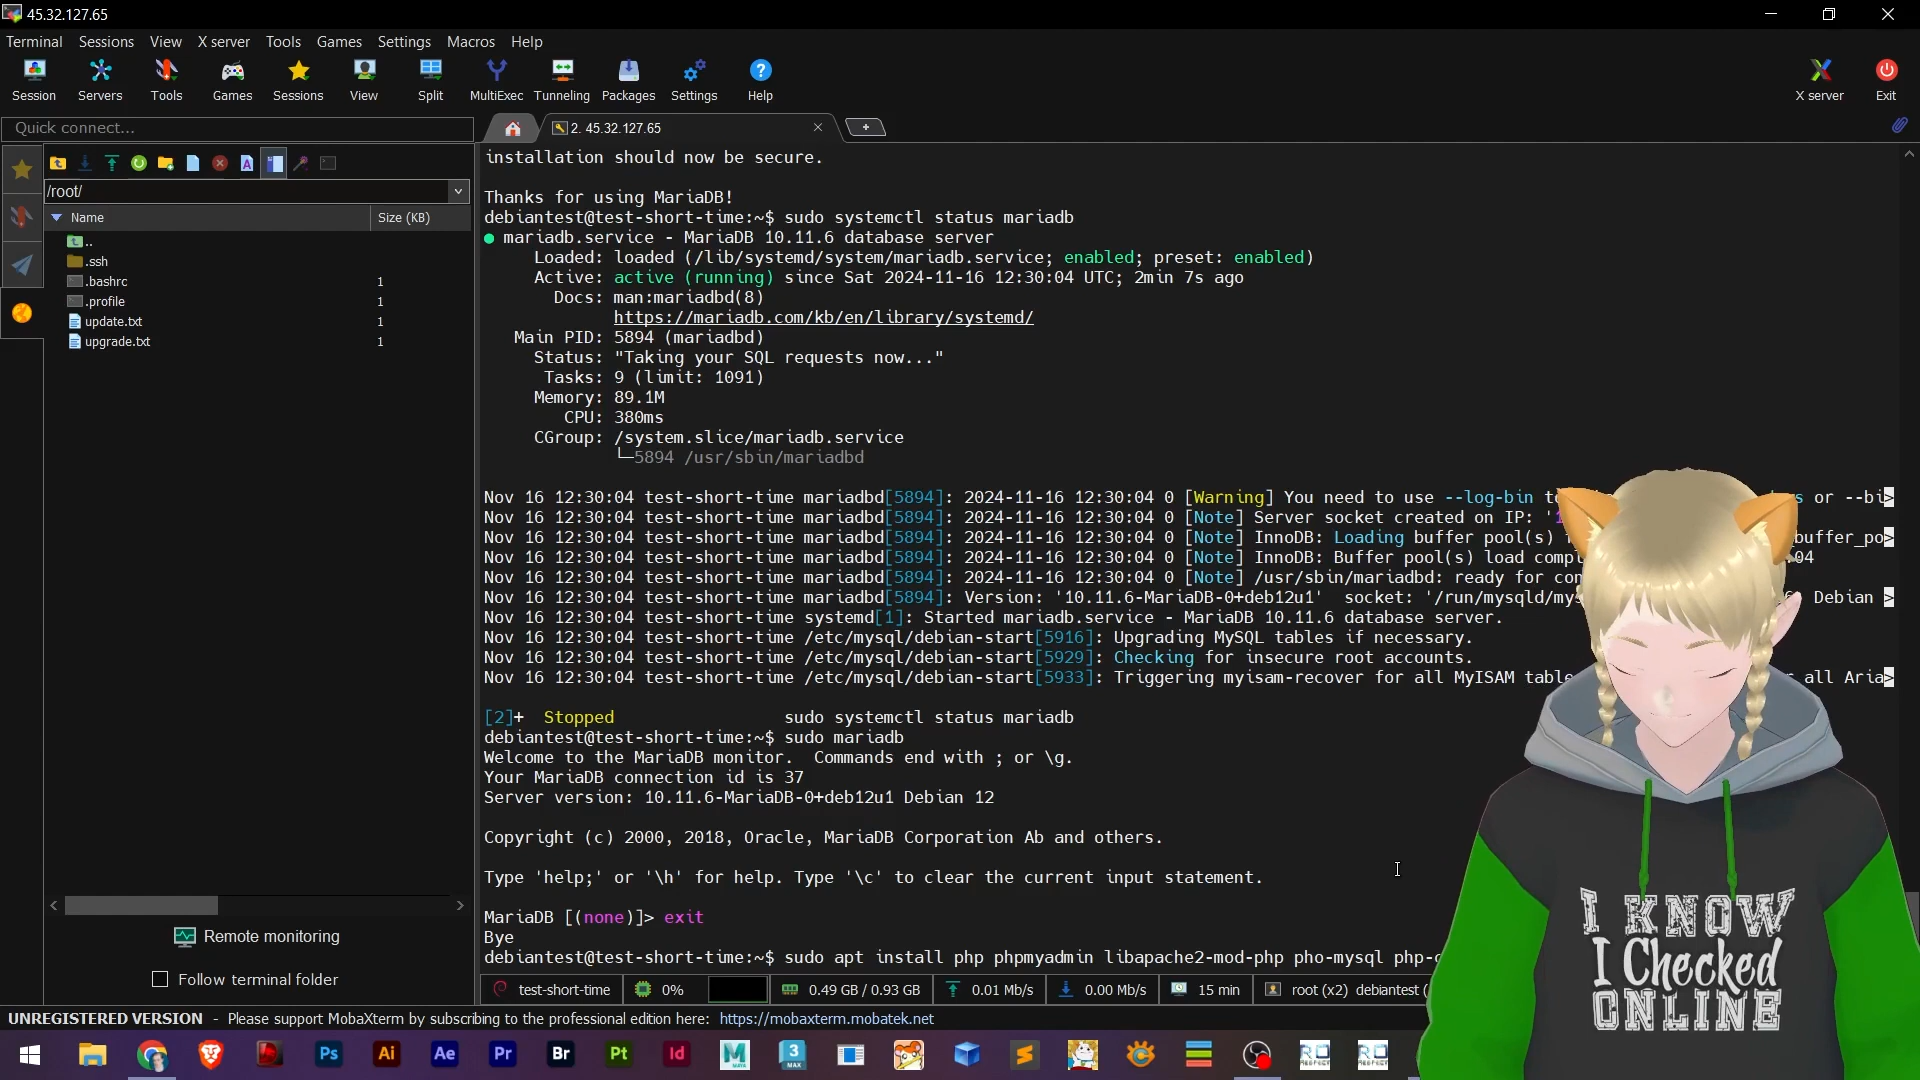 45.32.127.65
Terminal Sessions View X server Tools Games Settings Macros Help
Session Servers Tools Games Sessions View Split MultiExec Tunneling Packages Settings Help X server Exit
Quick connect...
2. 45.32.127.65
/root/
Name Size (KB)
..
.ssh
.bashrc 1
.profile 1
update.txt 1
upgrade.txt 1
Remote monitoring
Follow terminal folder
installation should now be secure.
Thanks for using MariaDB!
debiantest@test-short-time:~$ sudo systemctl status mariadb
● mariadb.service - MariaDB 10.11.6 database server
Loaded: loaded (/lib/systemd/system/mariadb.service; enabled; preset: enabled)
Active: active (running) since Sat 2024-11-16 12:30:04 UTC; 2min 7s ago
Docs: man:mariadbd(8)
https://mariadb.com/kb/en/library/systemd/
Main PID: 5894 (mariadbd)
Status: "Taking your SQL requests now..."
Tasks: 9 (limit: 1091)
Memory: 89.1M
CPU: 380ms
CGroup: /system.slice/mariadb.service
└─5894 /usr/sbin/mariadbd
Nov 16 12:30:04 test-short-time mariadbd[5894]: 2024-11-16 12:30:04 0 [Warning] You need to use --log-bin or --bi>
Nov 16 12:30:04 test-short-time mariadbd[5894]: 2024-11-16 12:30:04 0 [Note] Server socket created on IP: '
Nov 16 12:30:04 test-short-time mariadbd[5894]: 2024-11-16 12:30:04 0 [Note] InnoDB: Loading buffer pool(s) buffer_po>
Nov 16 12:30:04 test-short-time mariadbd[5894]: 2024-11-16 12:30:04 0 [Note] InnoDB: Buffer pool(s) load compl 04
Nov 16 12:30:04 test-short-time mariadbd[5894]: 2024-11-16 12:30:04 0 [Note] /usr/sbin/mariadbd: ready for con
Nov 16 12:30:04 test-short-time mariadbd[5894]: Version: '10.11.6-MariaDB-0+deb12u1'  socket: '/run/mysqld/mys Debian >
Nov 16 12:30:04 test-short-time systemd[1]: Started mariadb.service - MariaDB 10.11.6 database server.
Nov 16 12:30:04 test-short-time /etc/mysql/debian-start[5916]: Upgrading MySQL tables if necessary.
Nov 16 12:30:04 test-short-time /etc/mysql/debian-start[5929]: Checking for insecure root accounts.
Nov 16 12:30:04 test-short-time /etc/mysql/debian-start[5933]: Triggering myisam-recover for all MyISAM table all Aria>
[2]+  Stopped                 sudo systemctl status mariadb
debiantest@test-short-time:~$ sudo mariadb
Welcome to the MariaDB monitor.  Commands end with ; or \g.
Your MariaDB connection id is 37
Server version: 10.11.6-MariaDB-0+deb12u1 Debian 12
Copyright (c) 2000, 2018, Oracle, MariaDB Corporation Ab and others.
Type 'help;' or '\h' for help. Type '\c' to clear the current input statement.
MariaDB [(none)]> exit
Bye
debiantest@test-short-time:~$ sudo apt install php phpmyadmin libapache2-mod-php pho-mysql php-c
test-short-time 0% 0.49 GB / 0.93 GB 0.01 Mb/s 0.00 Mb/s 15 min root (x2) debiantest (
UNREGISTERED VERSION - Please support MobaXterm by subscribing to the professional edition here: https://mobaxterm.mobatek.net
Ps Ai Ae Pr Br Pt Id M 3
MAYA MAX
I KNOW
I Checked
ONLINE